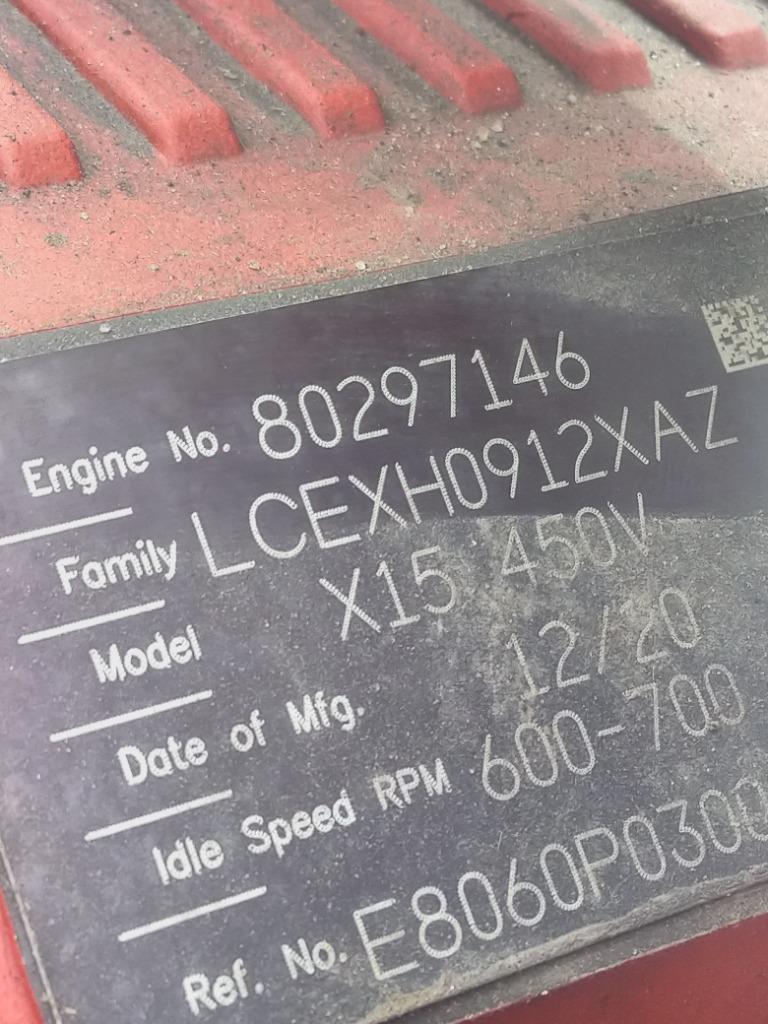 Engine No. 80297146
Family LCEXH0912XAZ
Model X15 450V
Date of Mfg. 12/20
Idle Speed RPM 600-700
Ref. No. E8060P0300